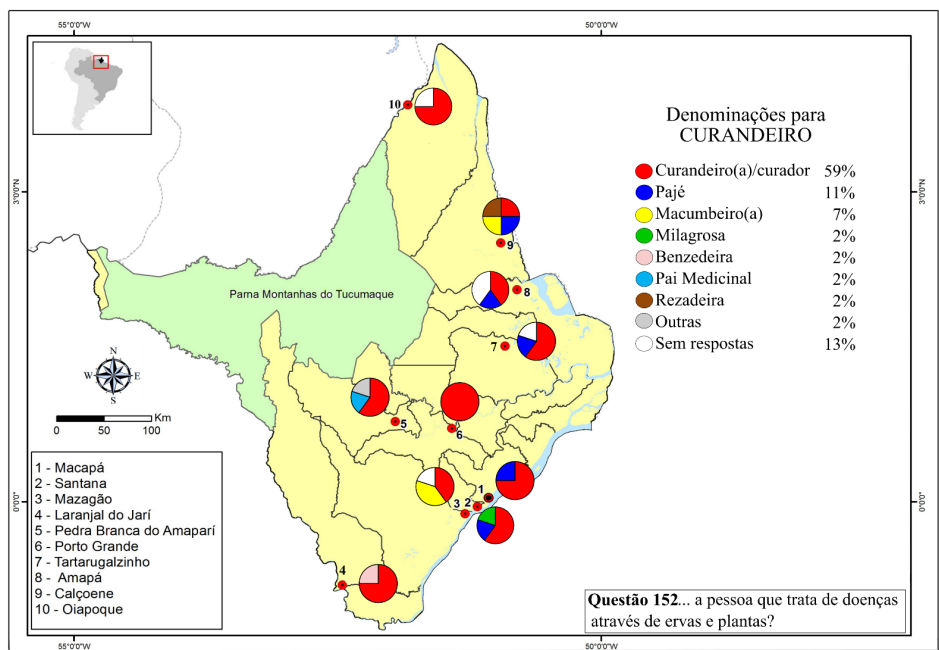 55°0'0"W
50°0'0"W
10
Denominações para
CURANDEIRO
Curandeiro(a)/curador 59%
Pajé 11%
Macumbeiro(a) 7%
Milagrosa 2%
Benzedeira 2%
Pai Medicinal 2%
Rezadeira 2%
Outras 2%
Sem respostas 13%
3°0'0"N
3°0'0"N
9
8
Parna Montanhas do Tucumaque
7
N
W E
S
Km
0 50 100
5
6
1
2
3
4
0°0'0"
0°0'0"
1 - Macapá
2 - Santana
3 - Mazagão
4 - Laranjal do Jarí
5 - Pedra Branca do Amaparí
6 - Porto Grande
7 - Tartarugalzinho
8 - Amapá
9 - Calçoene
10 - Oiapoque
Questão 152... a pessoa que trata de doenças
através de ervas e plantas?
55°0'0"W
50°0'0"W